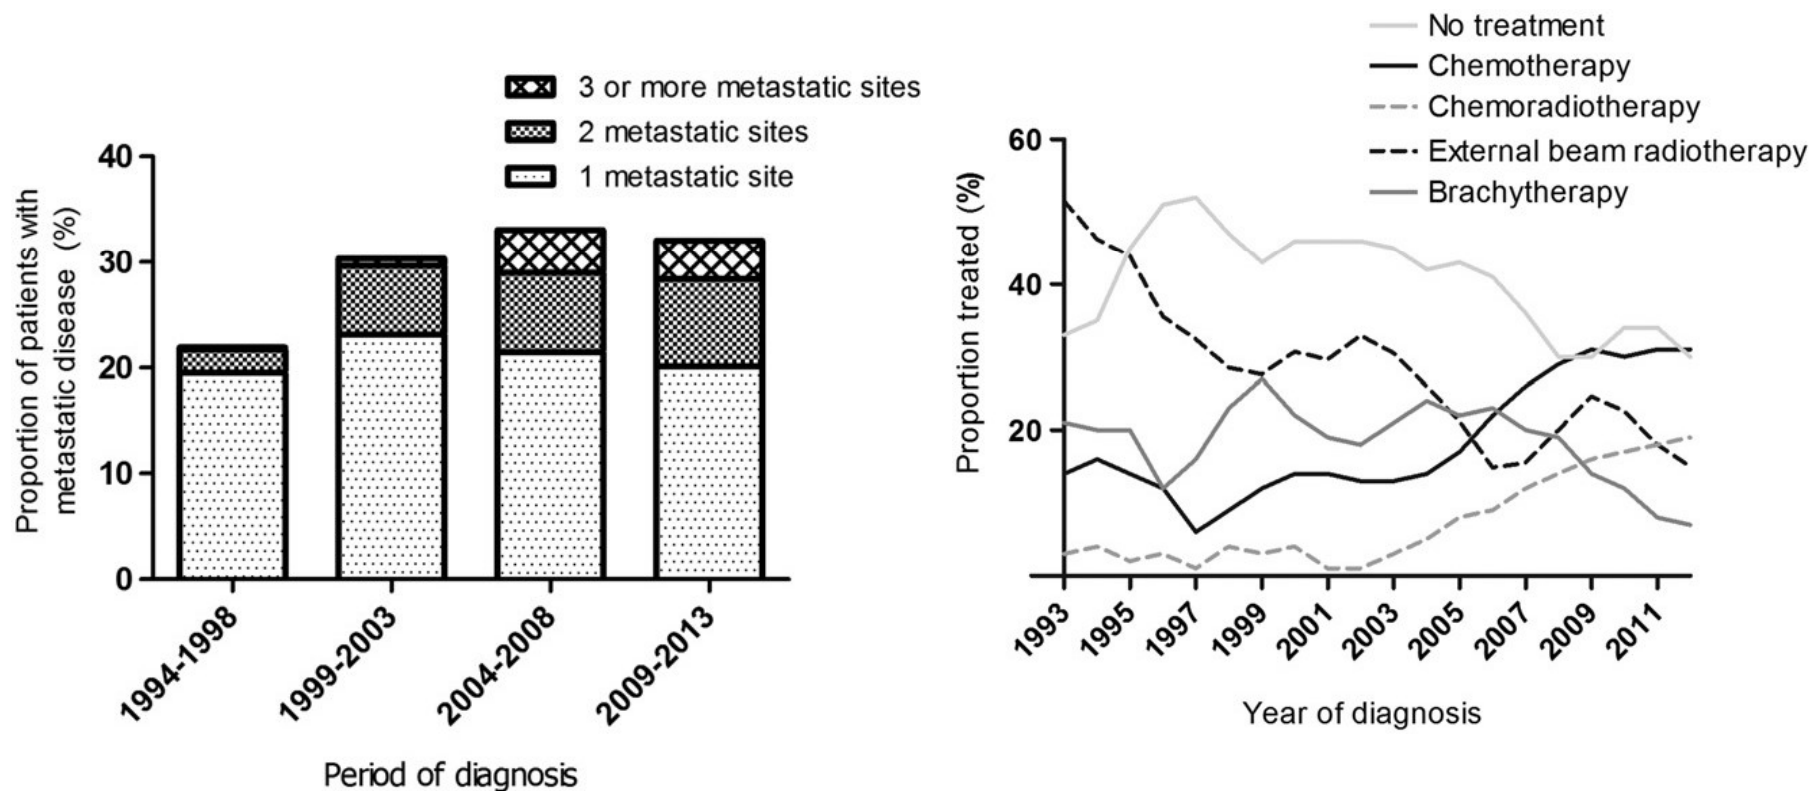 3 or more metastatic sites
2 metastatic sites
1 metastatic site
Proportion of patients with
metastatic disease (%)
40
30
20
10
0
1994-1998
1999-2003
2004-2008
2009-2013
Period of diagnosis
No treatment
Chemotherapy
Chemoradiotherapy
External beam radiotherapy
Brachytherapy
Proportion treated (%)
60
40
20
1993
1995
1997
1999
2001
2003
2005
2007
2009
2011
Year of diagnosis